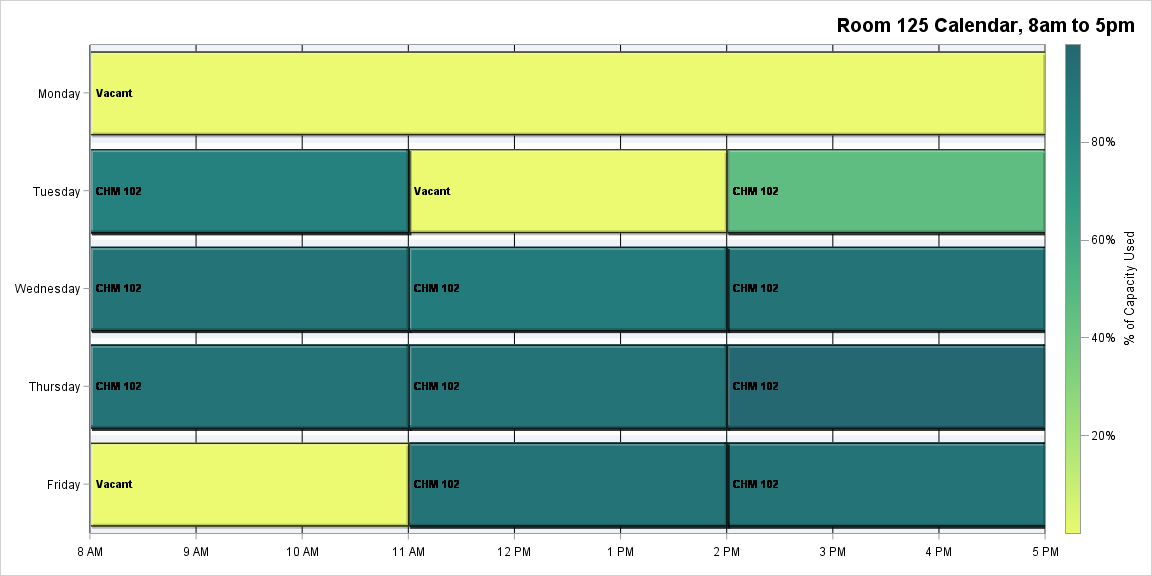 Room 125 Calendar, 8am to 5pm
Monday
Vacant
Tuesday
CHM 102
Vacant
CHM 102
Wednesday
CHM 102
CHM 102
CHM 102
Thursday
CHM 102
CHM 102
CHM 102
Friday
Vacant
CHM 102
CHM 102
8 AM
9 AM
10 AM
11 AM
12 PM
1 PM
2 PM
3 PM
4 PM
5 PM
80%
60%
40%
20%
% of Capacity Used